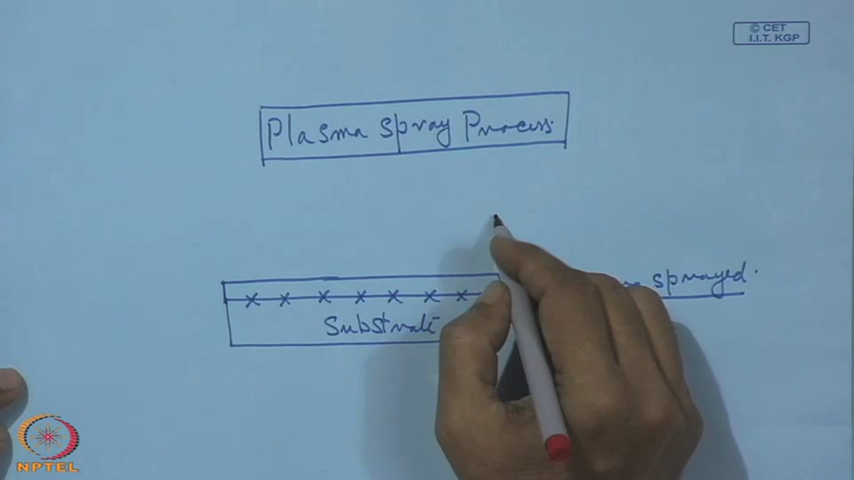 © CET
I.I.T. KGP
Plasma Spray Process
sprayed
x x x x x x x
Substrate
NPTEL